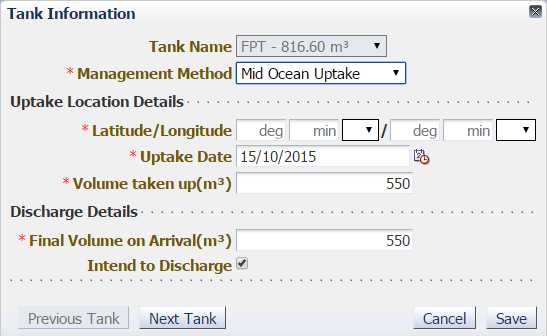 Tank Information
Tank Name FPT - 816.60 m³
* Management Method Mid Ocean Uptake
Uptake Location Details
* Latitude/Longitude deg min / deg min
* Uptake Date 15/10/2015
* Volume taken up(m³) 550
Discharge Details
* Final Volume on Arrival(m³) 550
Intend to Discharge
Previous Tank Next Tank Cancel Save